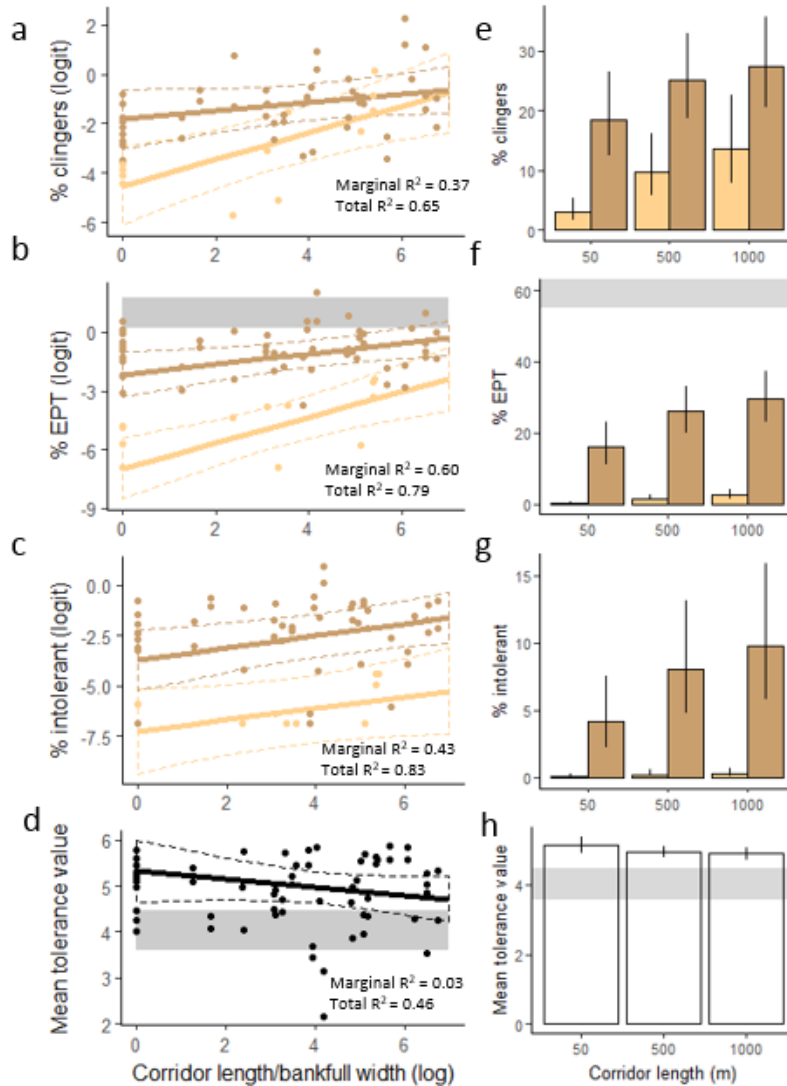 a
% clingers (logit)
2
0
-2
-4
-6
0
2
4
6
Marginal R² = 0.37
Total R² = 0.65
b
% EPT (logit)
0
-3
-6
-9
0
2
4
6
Marginal R² = 0.60
Total R² = 0.79
c
% intolerant (logit)
0.0
-2.5
-5.0
-7.5
0
2
4
6
Marginal R² = 0.43
Total R² = 0.83
d
Mean tolerance value
6
5
4
3
2
0
2
4
6
Marginal R² = 0.03
Total R² = 0.46
Corridor length/bankfull width (log)
e
% clingers
30
20
10
0
50
500
1000
f
% EPT
60
40
20
0
50
500
1000
g
% intolerant
15
10
5
0
50
500
1000
h
Mean tolerance value
4
2
0
50
500
1000
Corridor length (m)